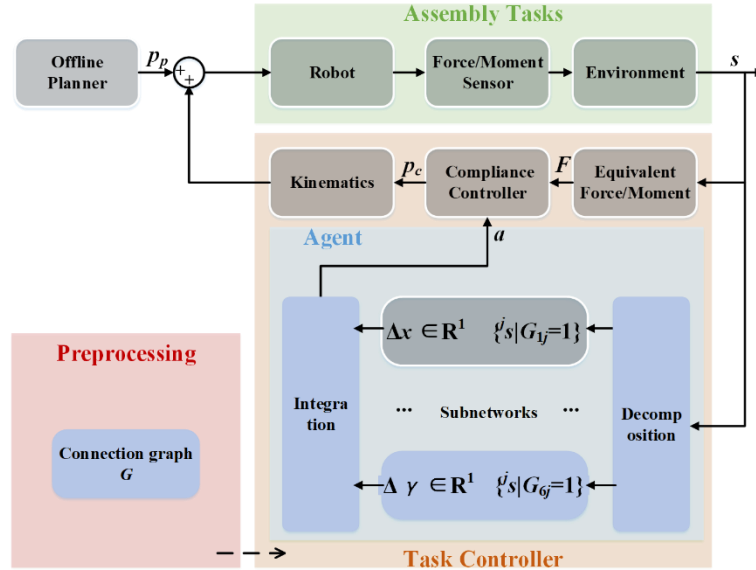 Assembly Tasks
Offline
Planner
p_p
+
+
Robot
Force/Moment
Sensor
Environment
s
Kinematics
p_c
Compliance
Controller
F
Equivalent
Force/Moment
Agent
a
Preprocessing
Connection graph
G
Integra
tion
Δx ∈ R¹ {ʲs|G₁ⱼ=1}
··· Subnetworks ···
Δ γ ∈ R¹ {ʲs|G₆ⱼ=1}
Decomp
osition
Task Controller